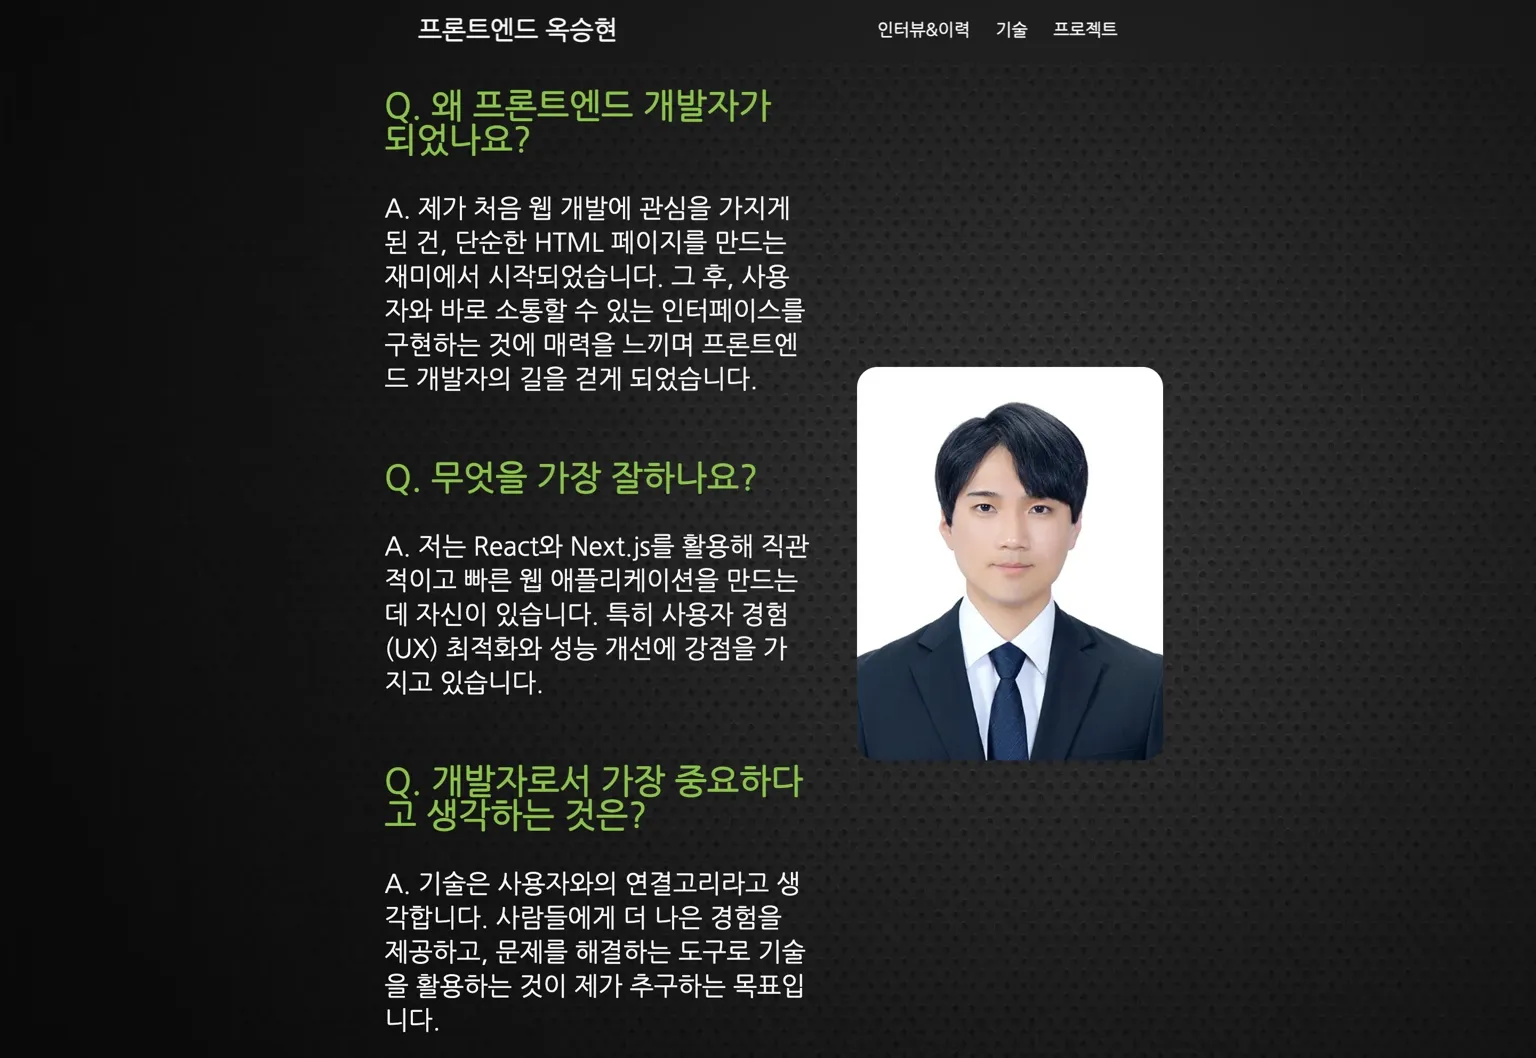 프론트엔드 옥승현
인터뷰&이력 기술 프로젝트
Q. 왜 프론트엔드 개발자가
되었나요?
A. 제가 처음 웹 개발에 관심을 가지게
된 건, 단순한 HTML 페이지를 만드는
재미에서 시작되었습니다. 그 후, 사용
자와 바로 소통할 수 있는 인터페이스를
구현하는 것에 매력을 느끼며 프론트엔
드 개발자의 길을 걷게 되었습니다.
Q. 무엇을 가장 잘하나요?
A. 저는 React와 Next.js를 활용해 직관
적이고 빠른 웹 애플리케이션을 만드는
데 자신이 있습니다. 특히 사용자 경험
(UX) 최적화와 성능 개선에 강점을 가
지고 있습니다.
Q. 개발자로서 가장 중요하다
고 생각하는 것은?
A. 기술은 사용자와의 연결고리라고 생
각합니다. 사람들에게 더 나은 경험을
제공하고, 문제를 해결하는 도구로 기술
을 활용하는 것이 제가 추구하는 목표입
니다.